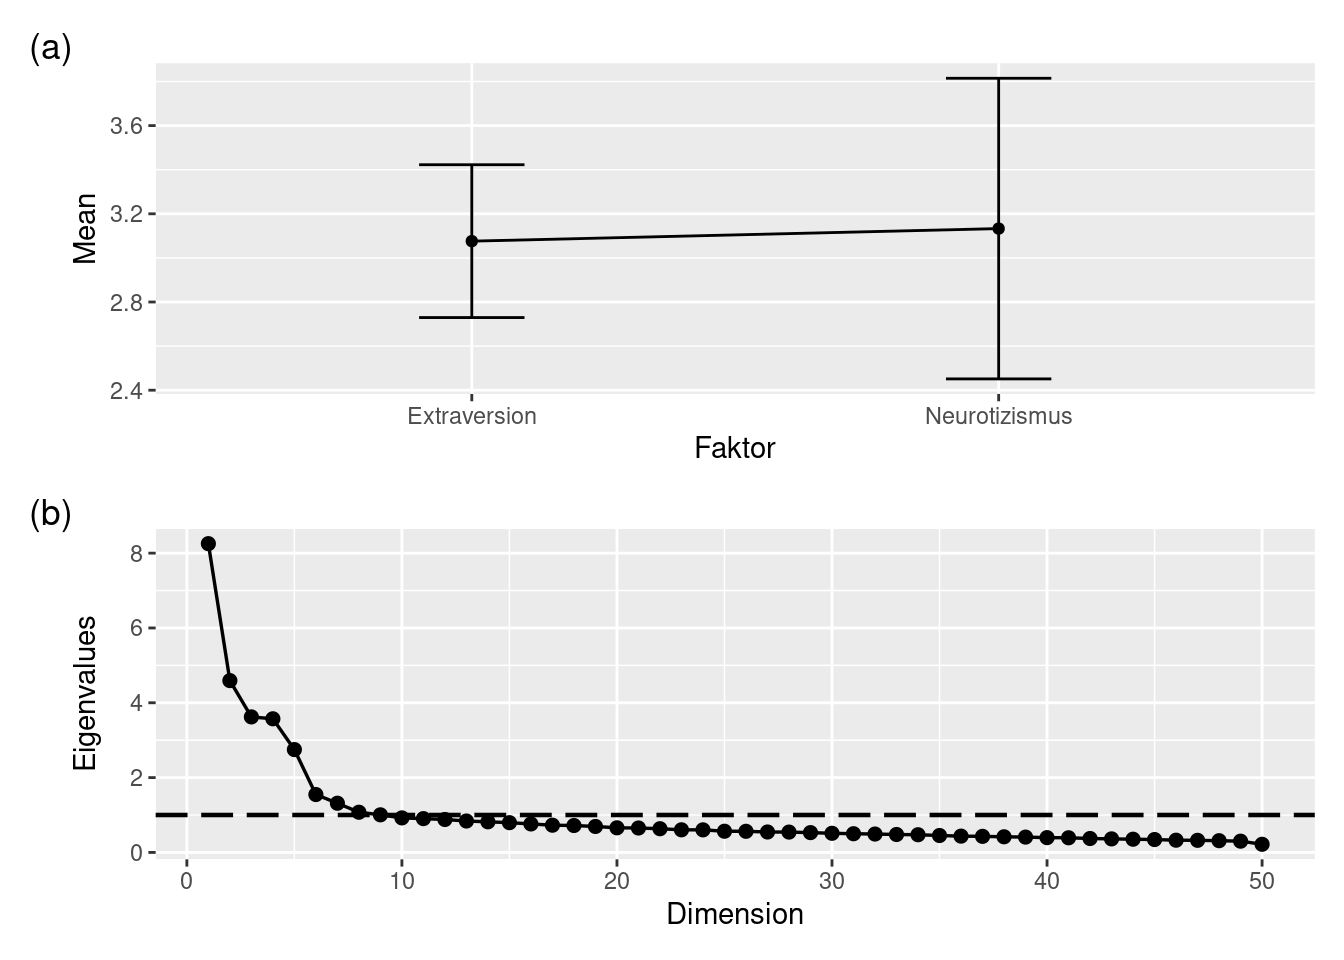 (a)
Mean
3.6
3.2
2.8
2.4
Extraversion Neurotizismus
Faktor
(b)
Eigenvalues
8
6
4
2
0
0 10 20 30 40 50
Dimension